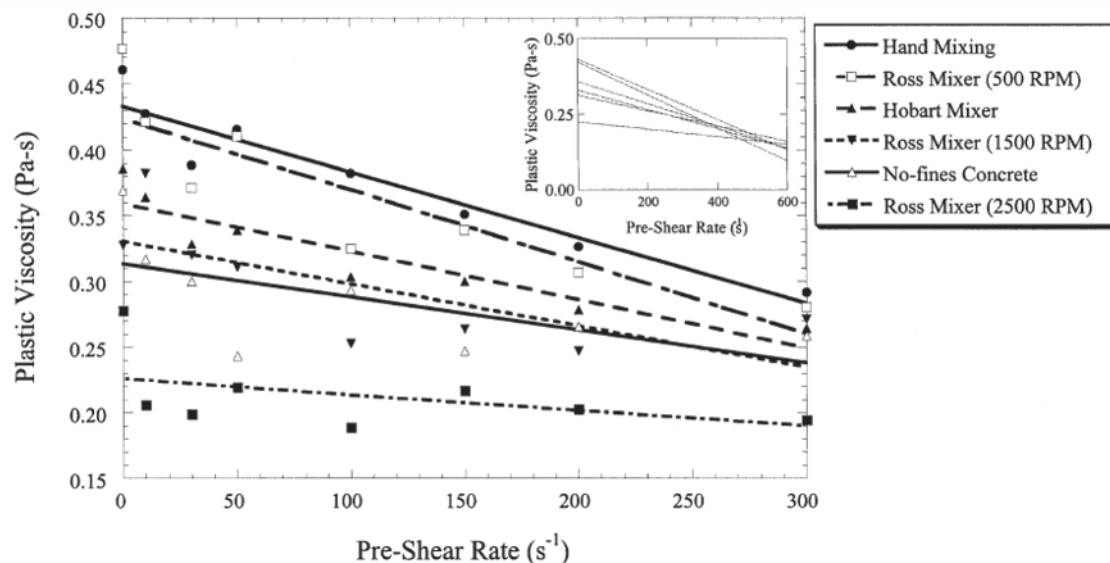 0.50
0.45
0.40
0.35
0.30
0.25
0.20
0.15
Plastic Viscosity (Pa-s)
0 50 100 150 200 250 300
Pre-Shear Rate (s-1)
0.50
0.25
0.00
Plastic Viscosity (Pa-s)
0 200 400 600
Pre-Shear Rate (s-1)
Hand Mixing
Ross Mixer (500 RPM)
Hobart Mixer
Ross Mixer (1500 RPM)
No-fines Concrete
Ross Mixer (2500 RPM)